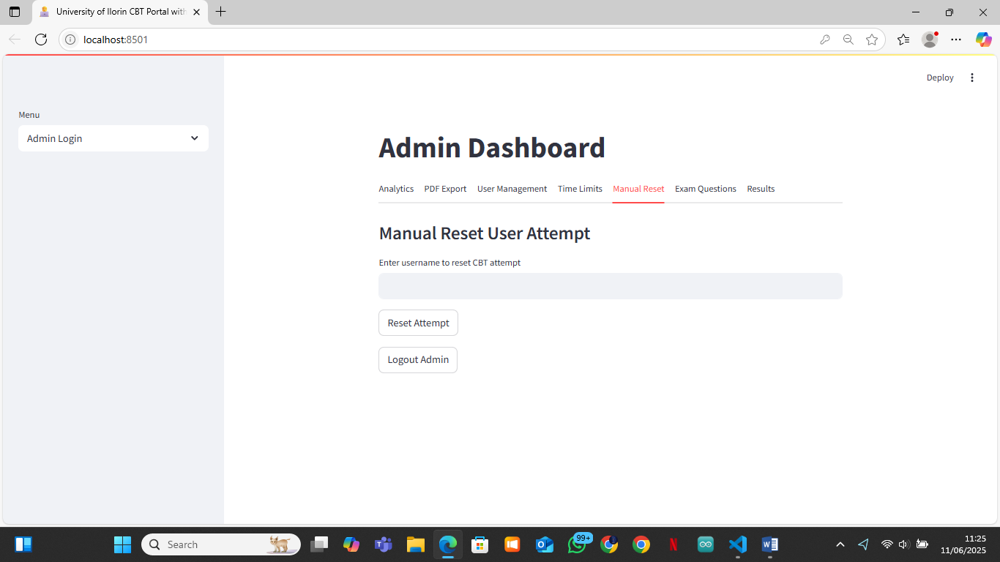 University of Ilorin CBT Portal with
localhost:8501
Deploy
Menu
Admin Login
Admin Dashboard
Analytics PDF Export User Management Time Limits Manual Reset Exam Questions Results
Manual Reset User Attempt
Enter username to reset CBT attempt
Reset Attempt
Logout Admin
Search
99+
11:25
11/06/2025